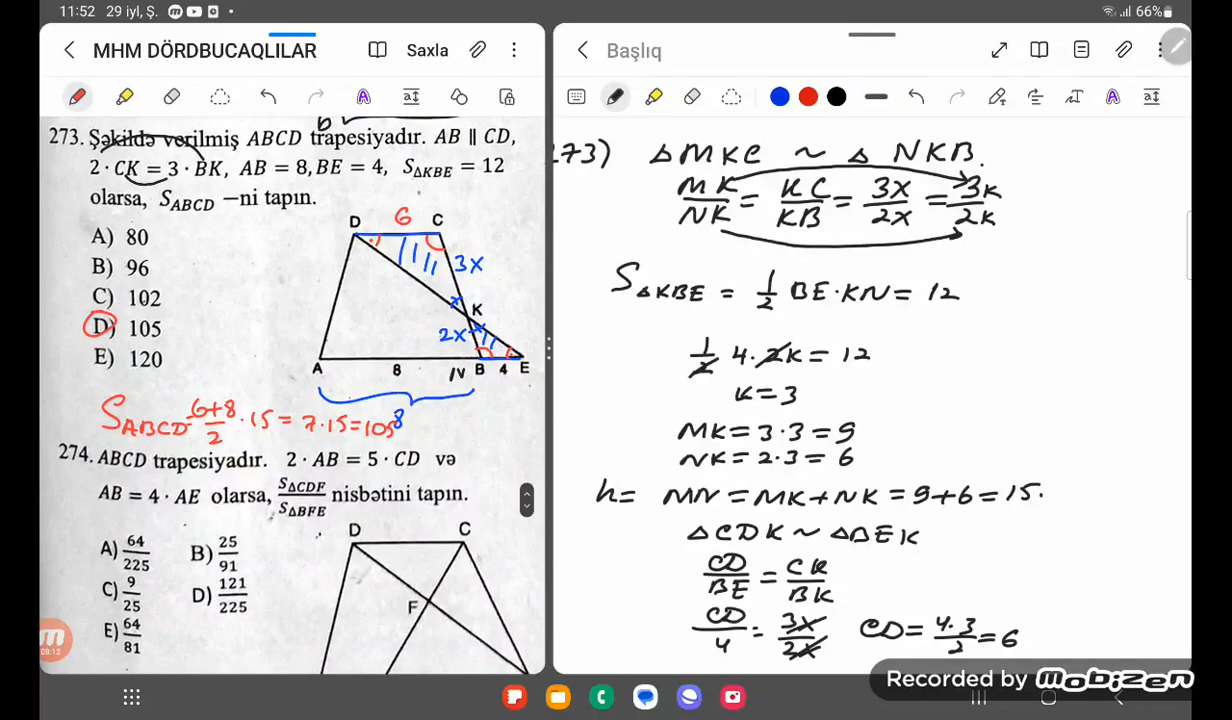 11:52 29 iyl, Ş. 66%
MHM DÖRDBUCAQLILAR Saxla
273. Şəkildə verilmiş ABCD trapesiyadır. AB ∥ CD,
2 · CK = 3 · BK, AB = 8, BE = 4, S△KBE = 12
olarsa, SABCD –ni tapın.
A) 80
B) 96
C) 102
D) 105
E) 120
D 6 C
3x
K
2x
A 8 N B 4 E
8
SABCD = 6+8/2 · 15 = 7 · 15 = 105
274. ABCD trapesiyadır. 2 · AB = 5 · CD və
AB = 4 · AE olarsa, S△CDF/S△BFE nisbətini tapın.
A) 64/225 B) 25/91
C) 9/25 D) 121/225
E) 64/81
D C
F
08:13
Başlıq
273) △MKC ~ △NKB.
MK/NK = KC/KB = 3x/2x = 3k/2k
S△KBE = 1/2 BE · KN = 12
1/2 4 · 2k = 12
k = 3
MK = 3 · 3 = 9
NK = 2 · 3 = 6
h = MN = MK + NK = 9 + 6 = 15.
△CDK ~ △BEK
CD/BE = CK/BK
CD/4 = 3x/2x CD = 4·3/2 = 6
Recorded by mobizen